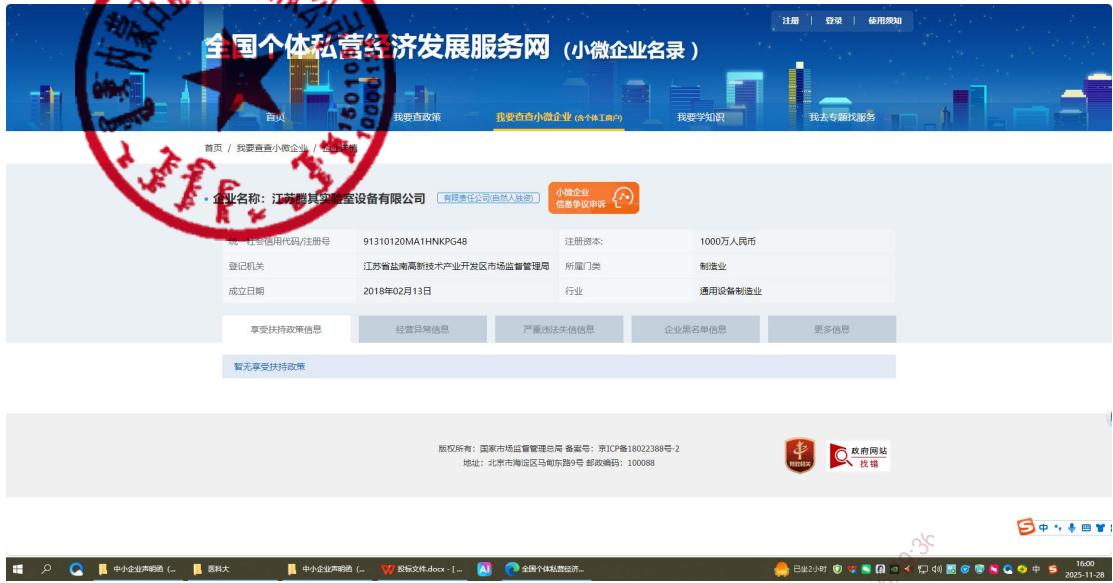 注册 | 登录 | 使用须知
全国个体私营经济发展服务网 (小微企业名录)
首页 我要查政策 我要查查小微企业 (含个体工商户) 我要学知识 我去专题找服务
首页 / 我要查查小微企业 / 企业详情
• 企业名称: 江苏腾其实验室设备有限公司 有限责任公司(自然人独资) 小微企业
信息争议申诉
统一社会信用代码/注册号 91310120MA1HNKPG48 注册资本: 1000万人民币
登记机关 江苏省盐南高新技术产业开发区市场监督管理局 所属门类 制造业
成立日期 2018年02月13日 行业 通用设备制造业
享受扶持政策信息 经营异常信息 严重违法失信信息 企业黑名单信息 更多信息
暂无享受扶持政策
版权所有: 国家市场监督管理总局 备案号: 京ICP备18022388号-2
地址: 北京市海淀区马甸东路9号 邮政编码: 100088
党政机关
政府网站
找错
中
中小企业声明函 (... 医科大 中小企业声明函 (... 投标文件.docx - [ ... AI 全国个体私营经济... 已坐2小时 中 16:00
2025-11-28